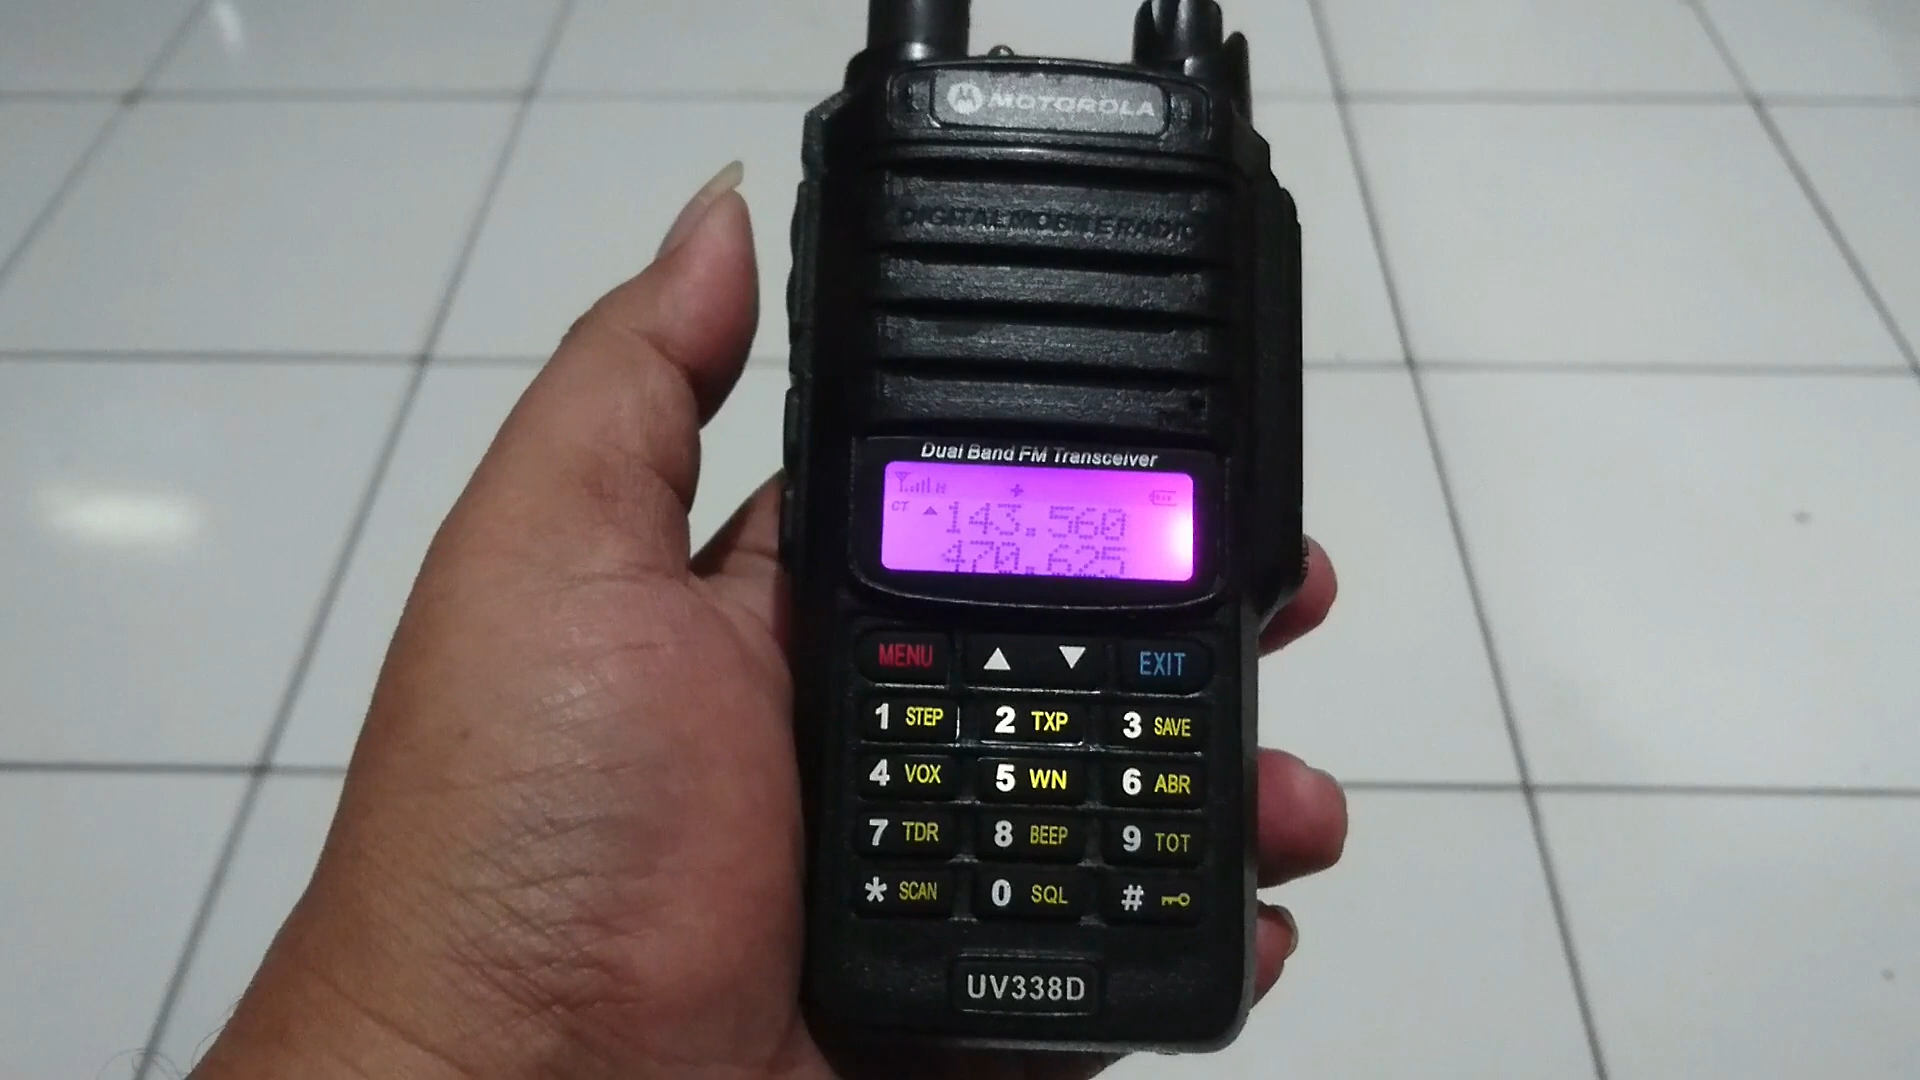 MOTOROLA
DIGITAL MOBILE RADIO
Dual Band FM Transceiver
CT 143.560
470.625
MENU EXIT
1 STEP 2 TXP 3 SAVE
4 VOX 5 WN 6 ABR
7 TDR 8 BEEP 9 TOT
* SCAN 0 SQL #
UV338D